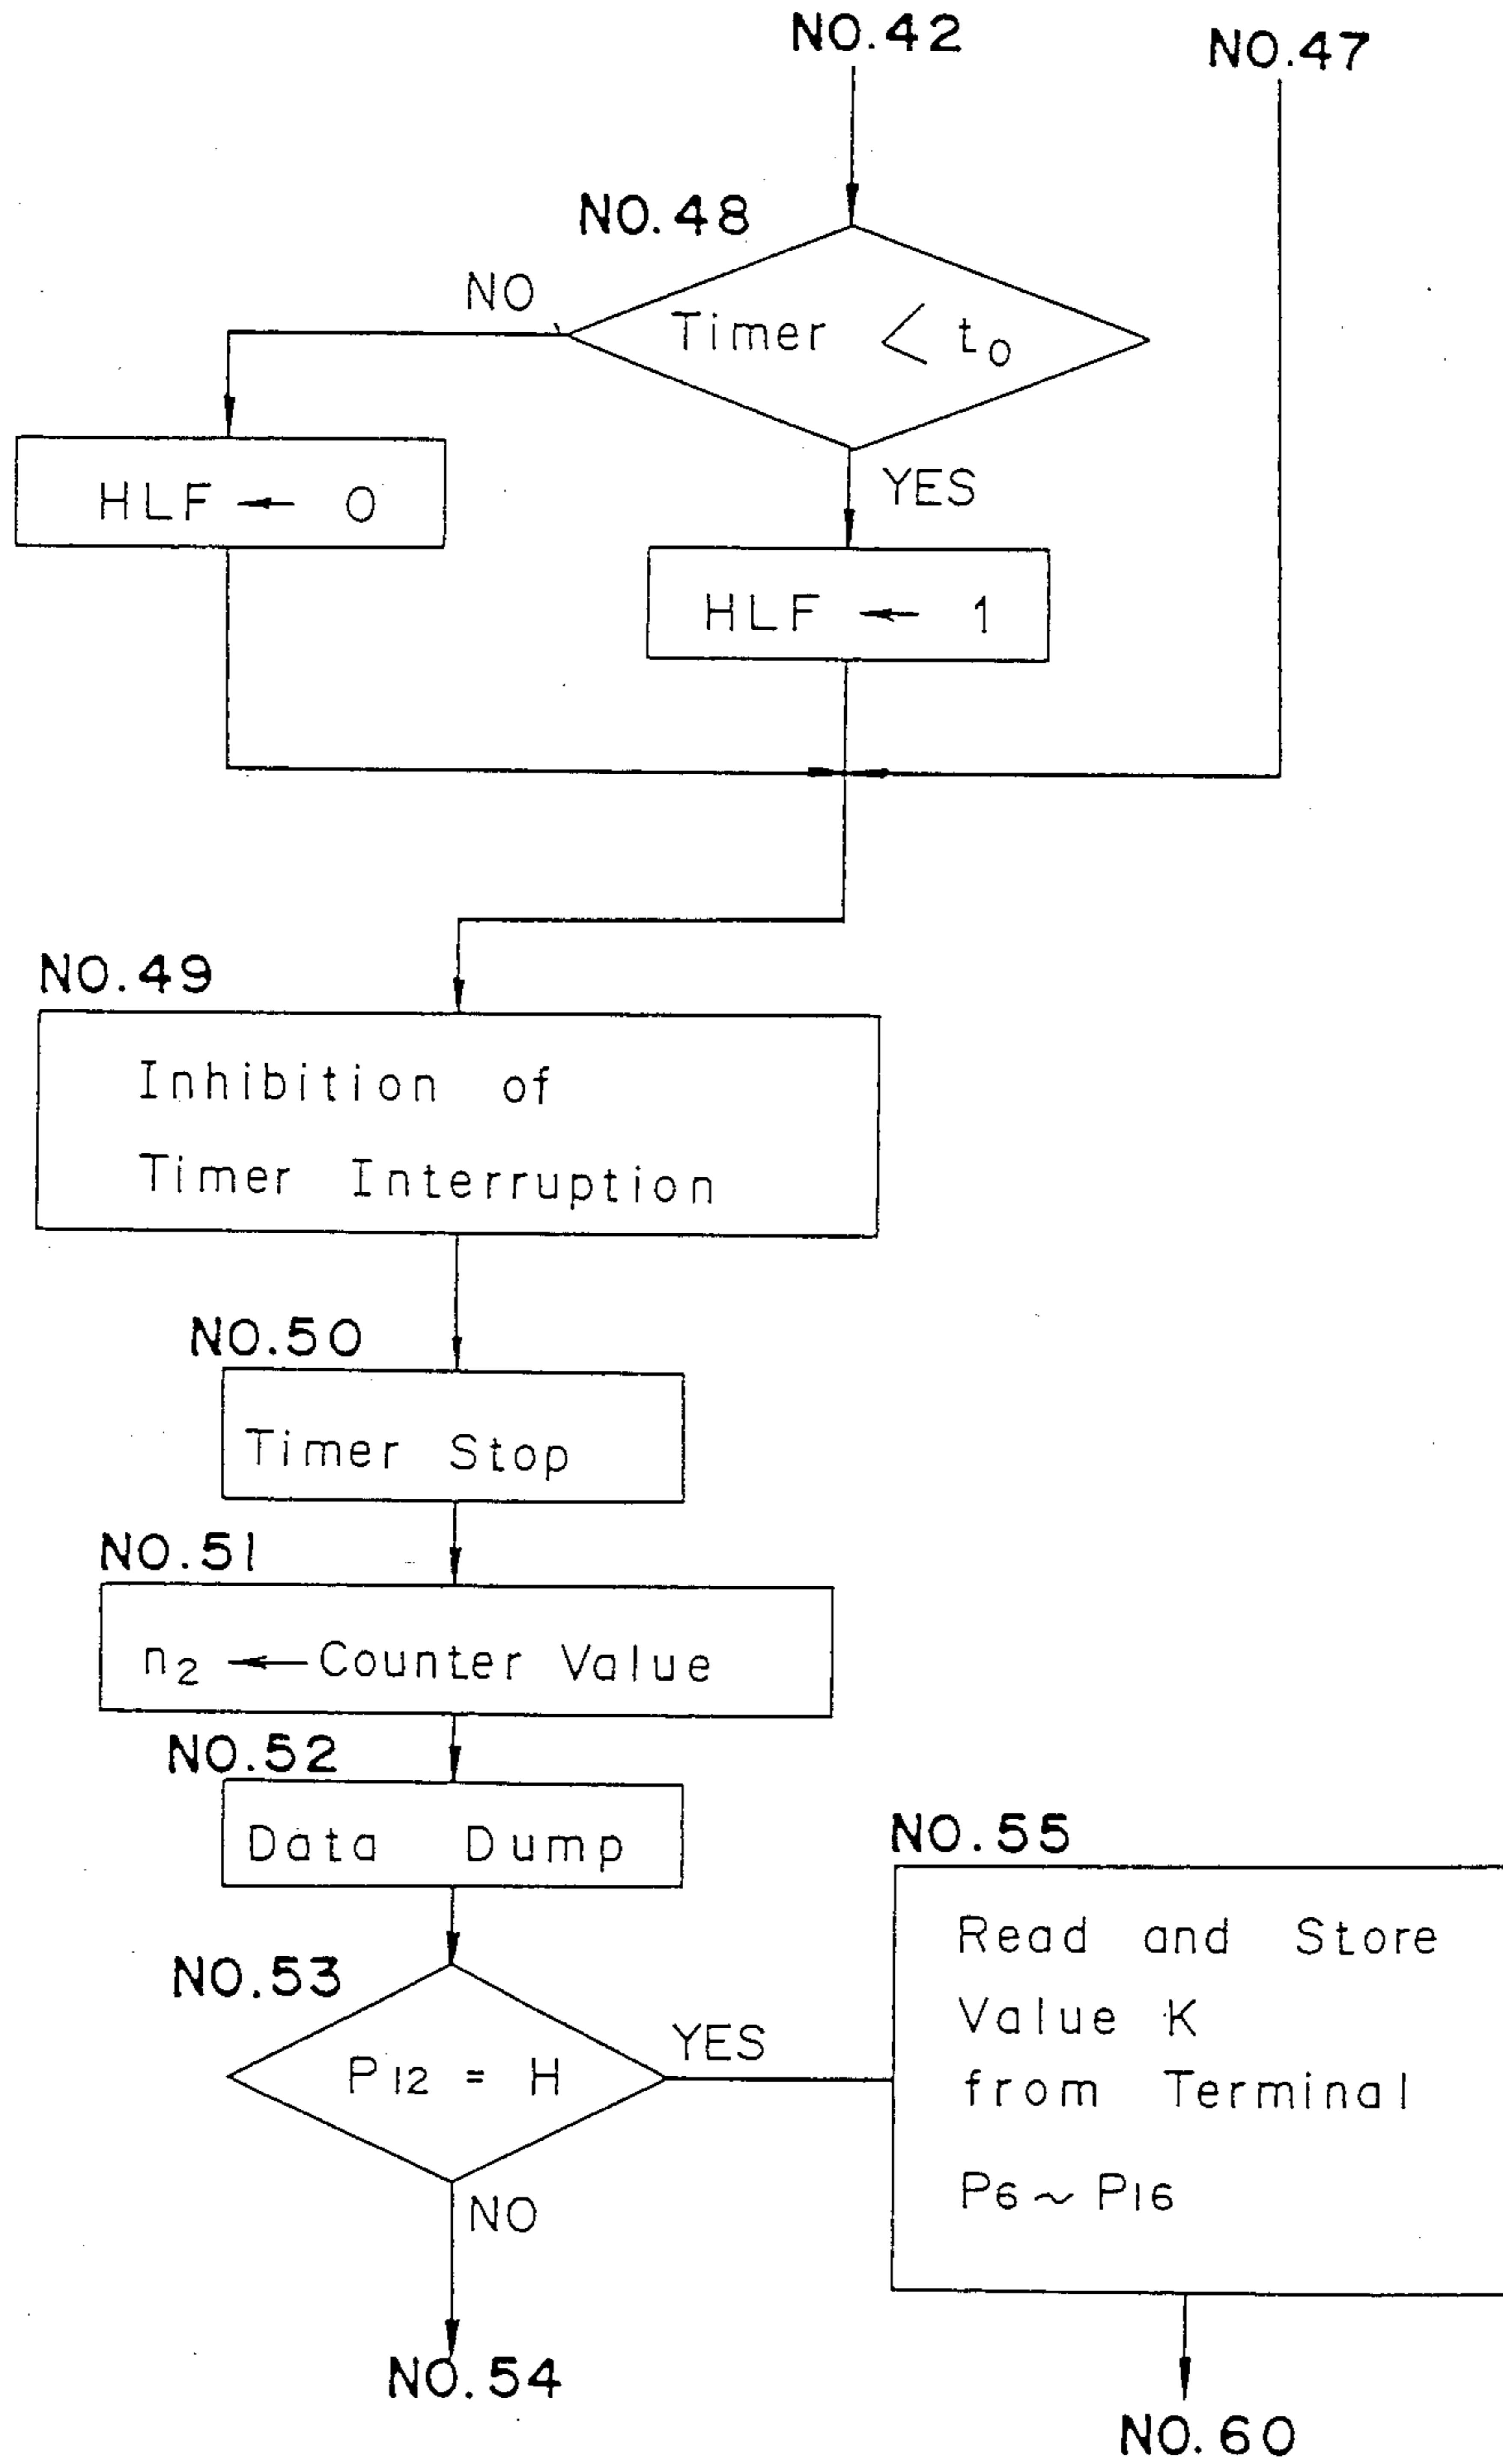 NO.42
NO.47
NO.48
NO
Timer < t₀
HLF ← 0
YES
HLF ← 1
NO.49
Inhibition of
Timer Interruption
NO.50
Timer Stop
NO.51
n₂ ← Counter Value
NO.52
Data Dump
NO.53
P₁₂ = H
YES
NO
NO.54
NO.55
Read and Store
Value K
from Terminal
P₆ ~ P₁₆
NO.60